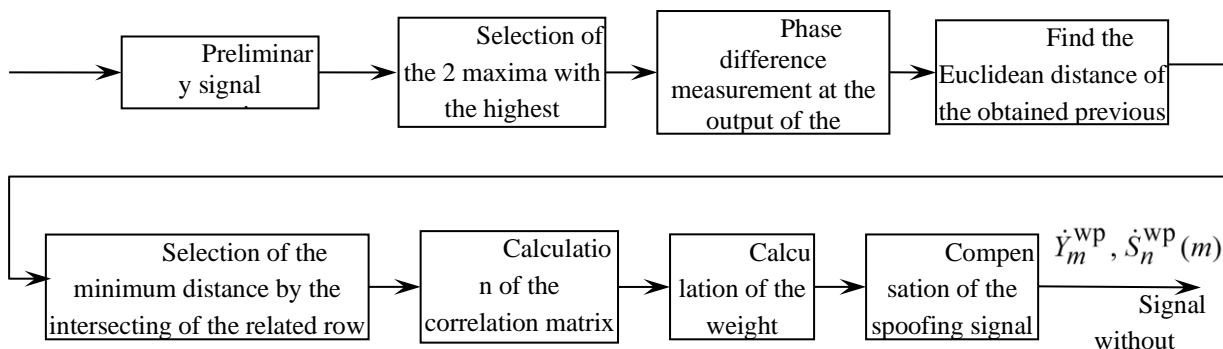 Preliminar
y signal
Selection of
the 2 maxima with
the highest
Phase
difference
measurement at the
output of the
Find the
Euclidean distance of
the obtained previous
Selection of the
minimum distance by the
intersecting of the related row
Calculatio
n of the
correlation matrix
Calcu
lation of the
weight
Compen
sation of the
spoofing signal
Ẏ_m^wp, Ṡ_n^wp(m)
Signal
without